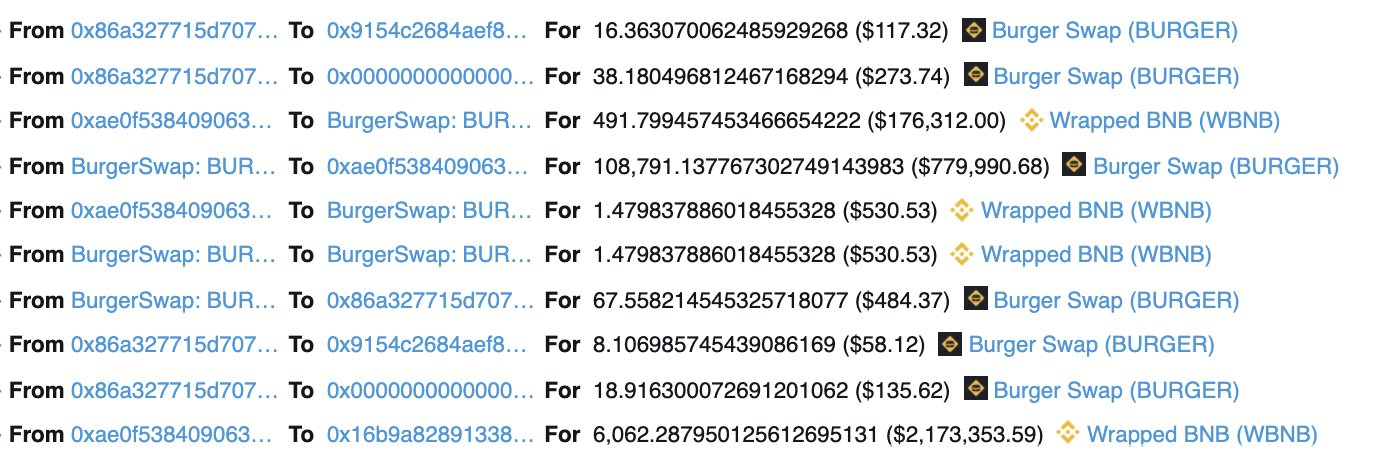 From 0x86a327715d707… To 0x9154c2684aef8… For 16.363070062485929268 ($117.32) Burger Swap (BURGER)
From 0x86a327715d707… To 0x0000000000000… For 38.180496812467168294 ($273.74) Burger Swap (BURGER)
From 0xae0f538409063… To BurgerSwap: BUR… For 491.799457453466654222 ($176,312.00) Wrapped BNB (WBNB)
From BurgerSwap: BUR… To 0xae0f538409063… For 108,791.1377673302749143983 ($779,990.68) Burger Swap (BURGER)
From 0xae0f538409063… To BurgerSwap: BUR… For 1.479837886018455328 ($530.53) Wrapped BNB (WBNB)
From BurgerSwap: BUR… To BurgerSwap: BUR… For 1.479837886018455328 ($530.53) Wrapped BNB (WBNB)
From BurgerSwap: BUR… To 0x86a327715d707… For 67.558214545325718077 ($484.37) Burger Swap (BURGER)
From 0x86a327715d707… To 0x9154c2684aef8… For 8.106985745439086169 ($58.12) Burger Swap (BURGER)
From 0x86a327715d707… To 0x0000000000000… For 18.916300072691201062 ($135.62) Burger Swap (BURGER)
From 0xae0f538409063… To 0x16b9a82891338… For 6,062.287950125612695131 ($2,173,353.59) Wrapped BNB (WBNB)